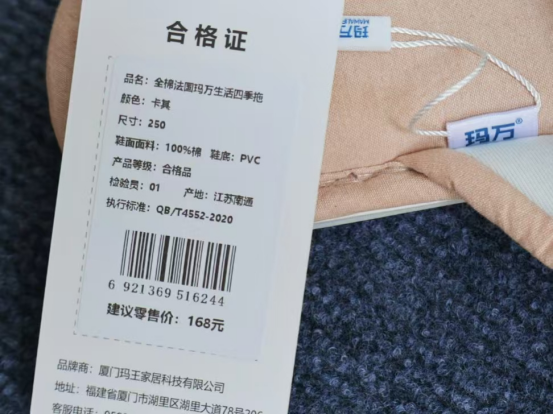 合格证
品名：全棉法国玛万生活四季拖
颜色：卡其
尺寸：250
鞋面面料：100%棉 鞋底：PVC
产品等级：合格品
检验员：01 产地：江苏南通
执行标准：QB/T4552-2020
6 921369 516244
建议零售价：168元
品牌商：厦门玛王家居科技有限公司
地址：福建省厦门市湖里区湖里大道78号
客服电话：
玛万
玛万®